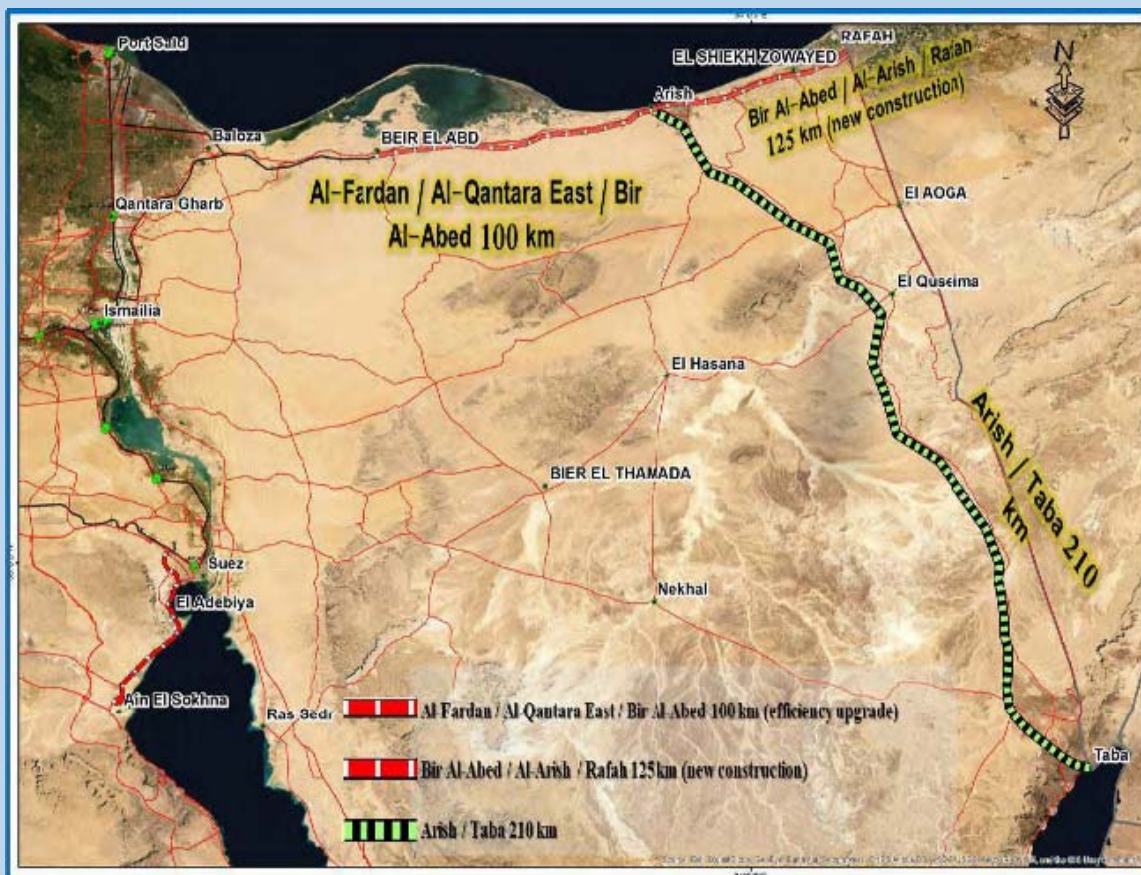 Port Said
RAFAH
EL SHIEKH ZOWAYED
N
Arish
Bir Al-Abed / Al-Arish / Rafah
125 km (new construction)
Baloza
BEIR EL ABD
Al-Fardan / Al-Qantara East / Bir
Al-Abed 100 km
Qantara Gharb
El AOGA
El Quseima
Ismailia
El Hasana
Arish / Taba 210
km
BIER EL THAMADA
Suez
El Adebiya
Nekhal
Ain El Sokhna
Ras Sedr
Taba
Al-Fardan / Al-Qantara East / Bir Al-Abed 100 km (efficiency upgrade)
Bir Al-Abed / Al-Arish / Rafah 125km (new construction)
Arish / Taba 210 km